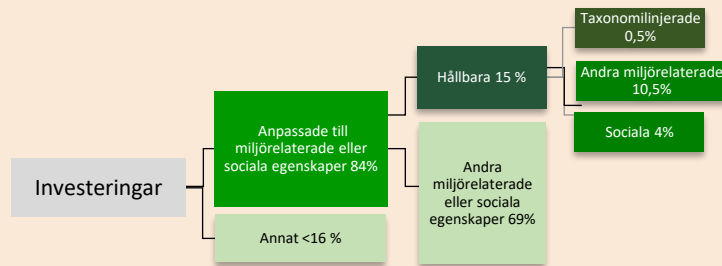 Investeringar
Anpassade till
miljörelaterade eller
sociala egenskaper 84%
Annat <16 %
Hållbara 15 %
Andra
miljörelaterade
eller sociala
egenskaper 69%
Taxonomilinjerade
0,5%
Andra miljörelaterade
10,5%
Sociala 4%